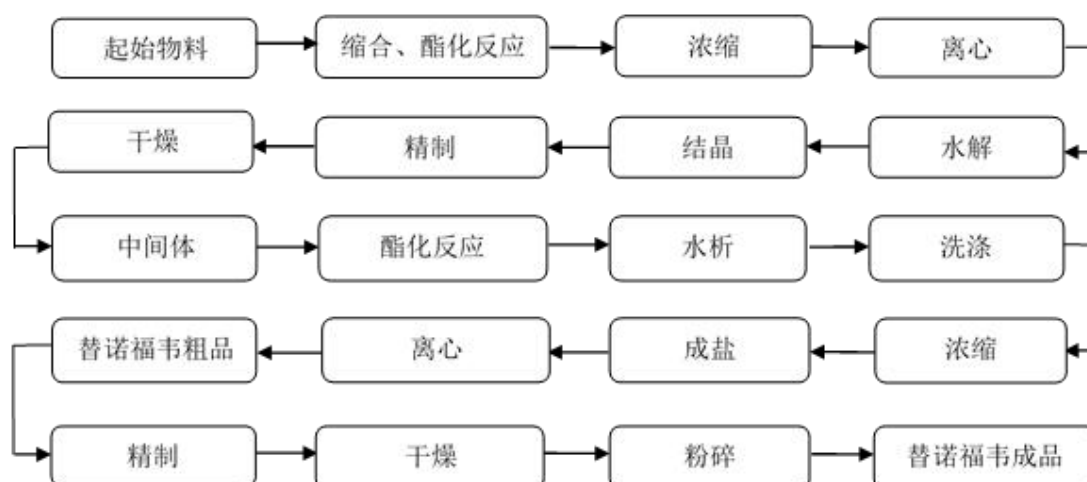 起始物料
缩合、酯化反应
浓缩
离心
水解
结晶
精制
干燥
中间体
酯化反应
水析
洗涤
浓缩
成盐
离心
替诺福韦粗品
精制
干燥
粉碎
替诺福韦成品